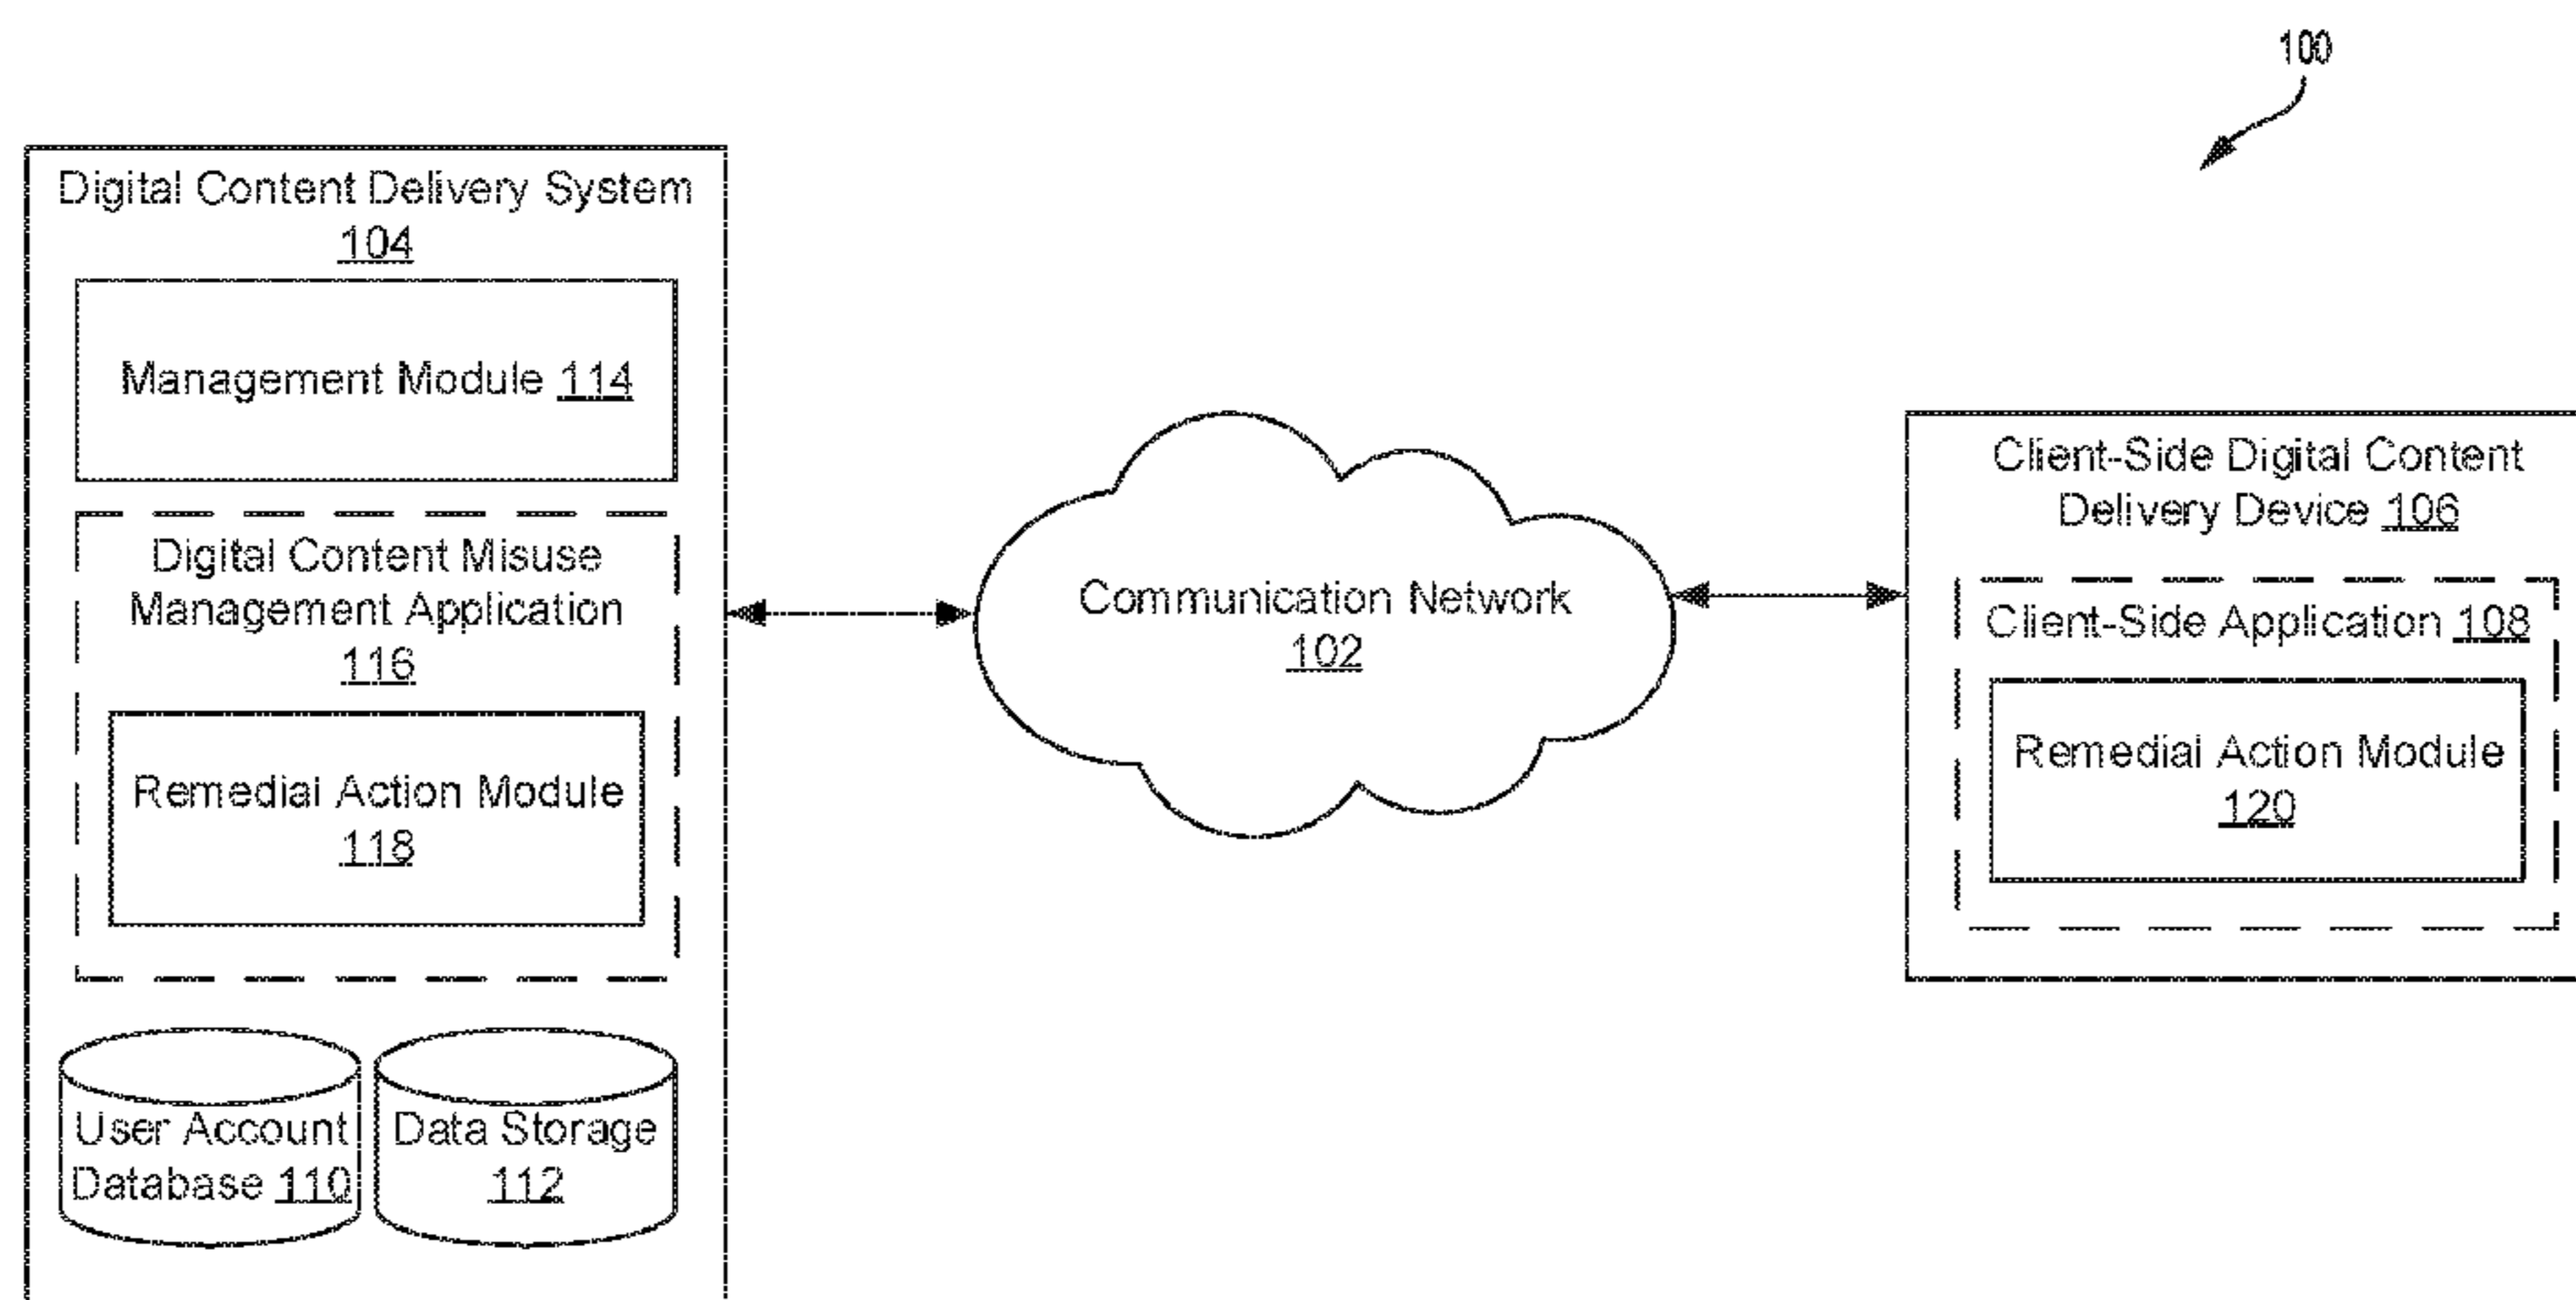 100
Digital Content Delivery System
104
Management Module 114
Digital Content Misuse
Management Application
116
Remedial Action Module
118
User Account
Database 110
Data Storage
112
Communication Network
102
Client-Side Digital Content
Delivery Device 106
Client-Side Application 108
Remedial Action Module
120